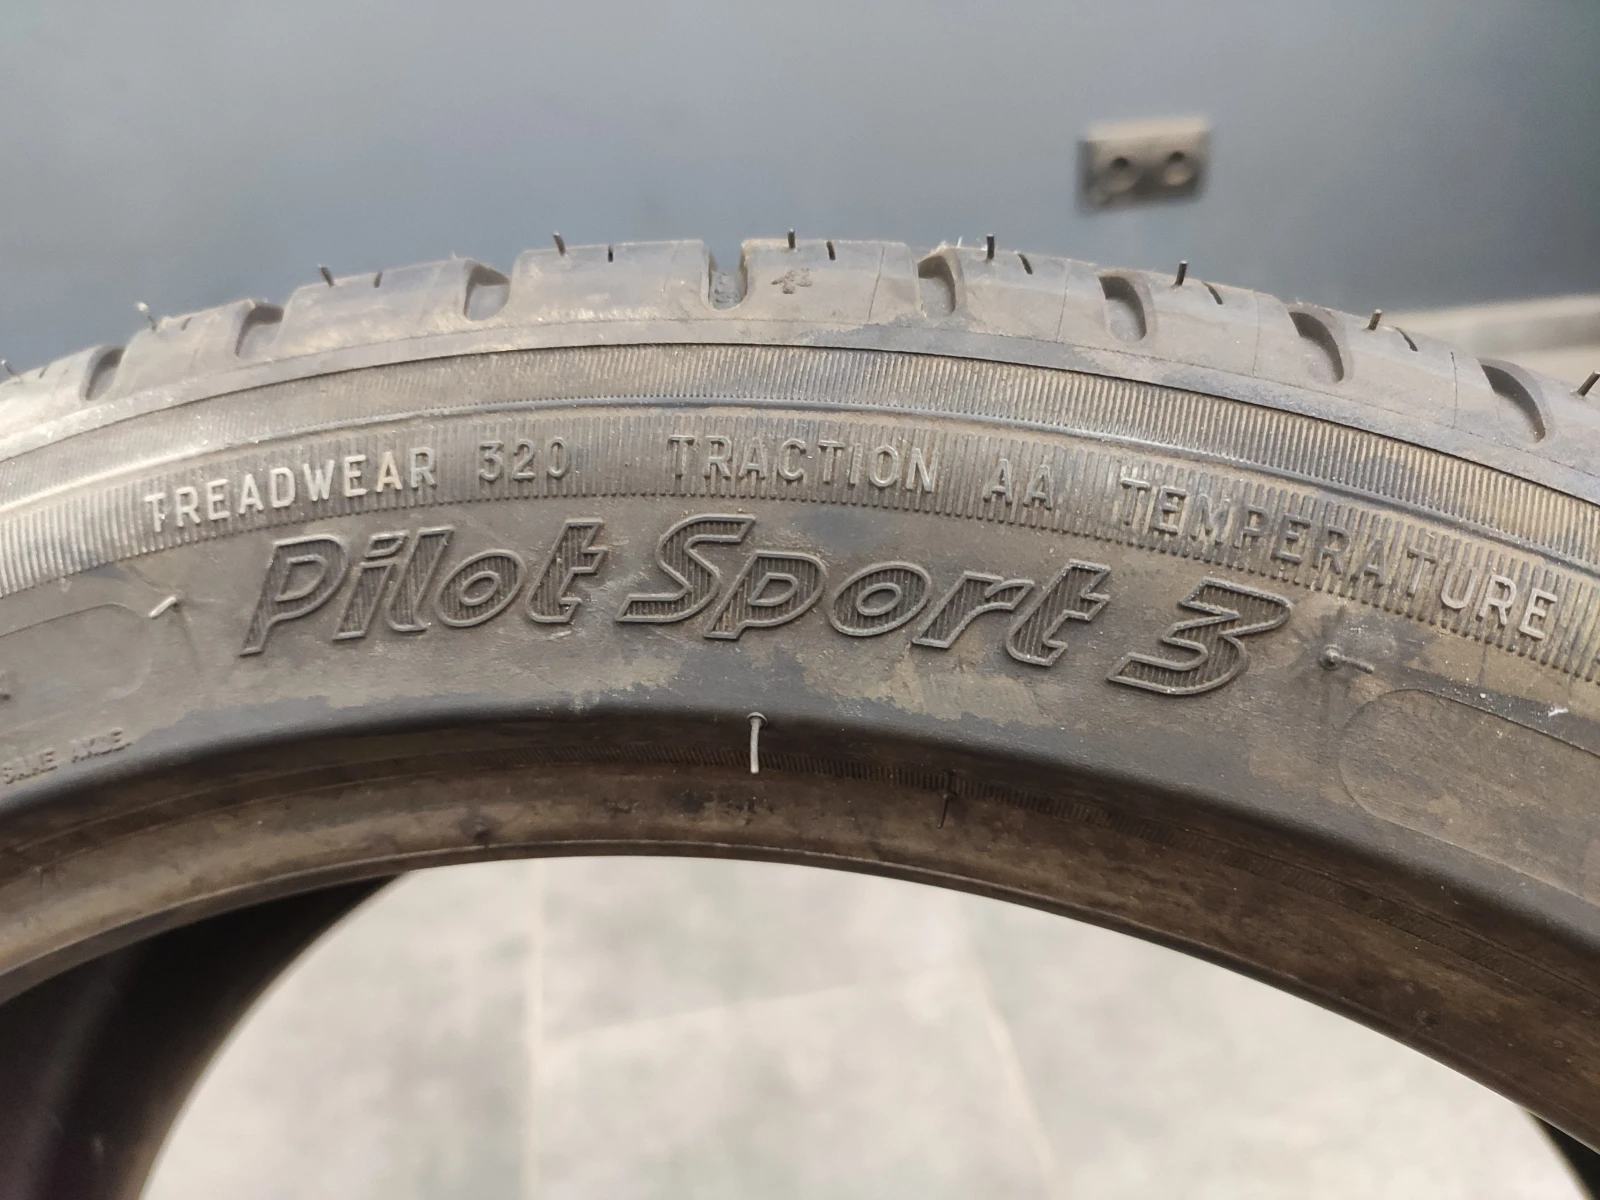 TREADWEAR 320 TRACTION AA TEMPERATURE
Pilot Sport 3
SAME AXLE.